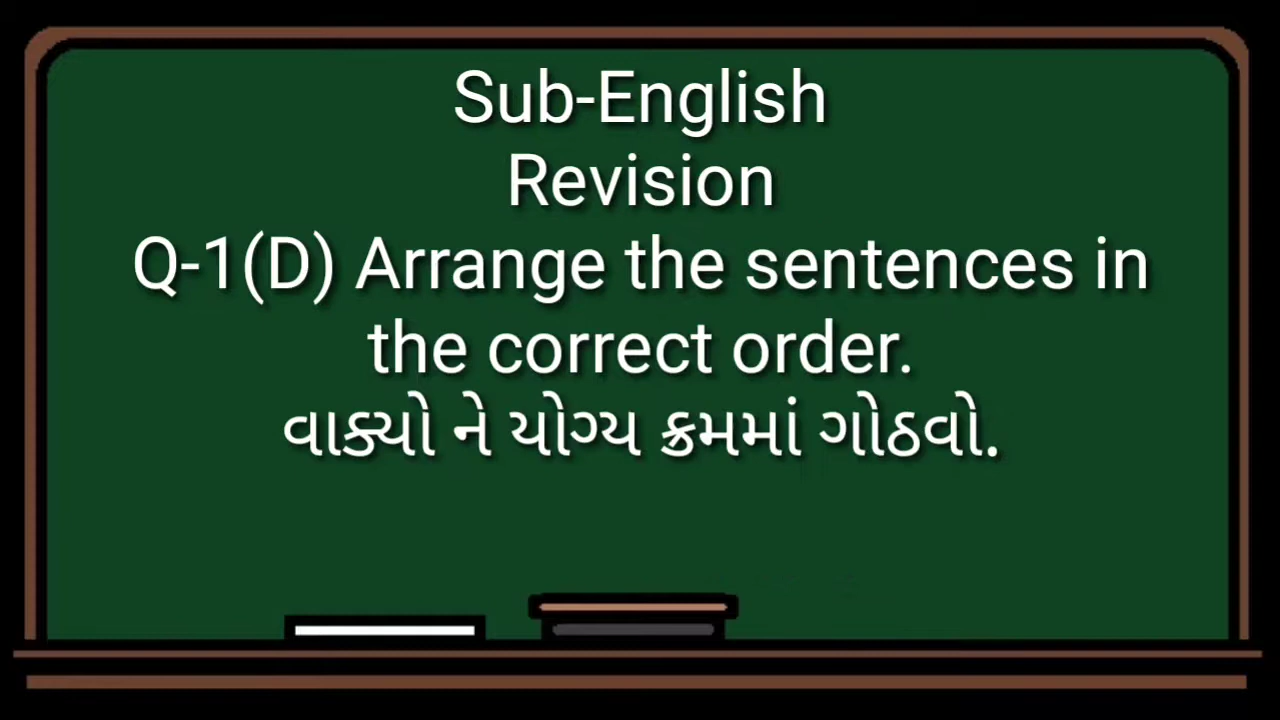 Sub-English
Revision
Q-1(D) Arrange the sentences in
the correct order.
વાક્યો ને યોગ્ય ક્રમમાં ગોઠવો.